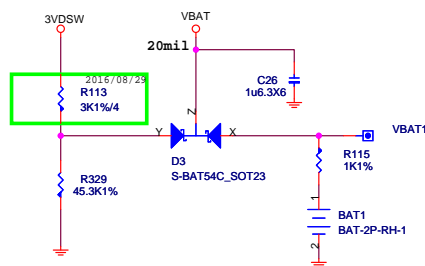 3VDSW
VBAT
20mil
2016/08/29
R113
3K1%/4
C26
1u6.3X6
Z
Y
X
VBAT1
D3
S-BAT54C_SOT23
R115
1K1%
R329
45.3K1%
1
BAT1
BAT-2P-RH-1
2